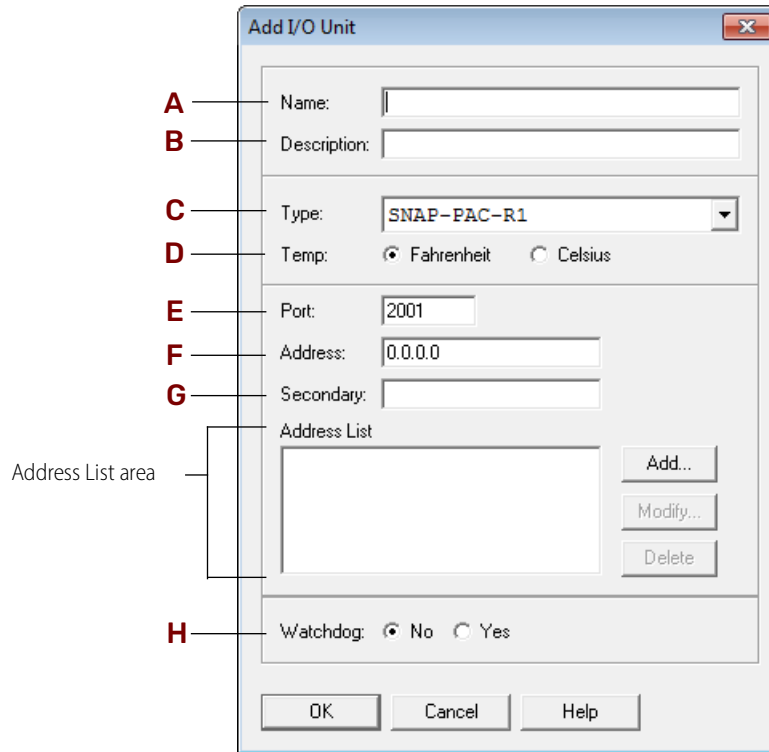 Add I/O Unit
A Name:
B Description:
C Type: SNAP-PAC-R1
D Temp: Fahrenheit Celsius
E Port: 2001
F Address: 0.0.0.0
G Secondary:
Address List
Address List area
Add...
Modify...
Delete
H Watchdog: No Yes
OK Cancel Help